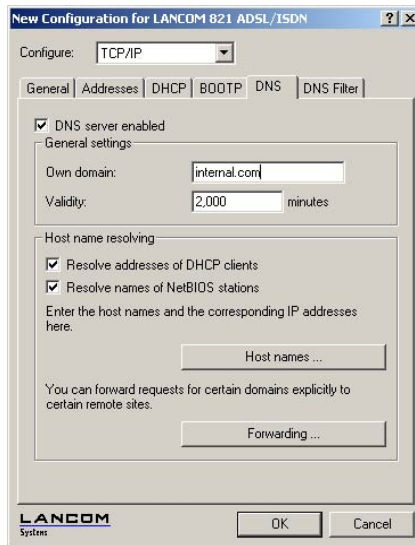 New Configuration for LANCOM 821 ADSL/ISDN
Configure: TCP/IP
General Addresses DHCP BOOTP DNS DNS Filter
DNS server enabled
General settings
Own domain: internal.com
Validity: 2,000 minutes
Host name resolving
Resolve addresses of DHCP clients
Resolve names of NetBIOS stations
Enter the host names and the corresponding IP addresses
here.
Host names ...
You can forward requests for certain domains explicitly to
certain remote sites.
Forwarding ...
LANCOM
Systems
OK Cancel